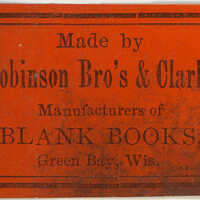 Made by
obinson Bro's & Clark
Manufacturers of
BLANK BOOKS
Green Bay, Wis.